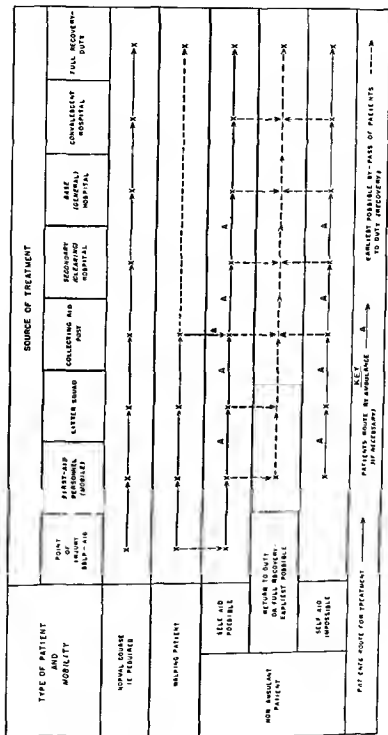 SOURCE OF TREATMENT
TYPE OF PATIENT
AND
MOBILITY
POINT
OF
INJURY
SELF-AID
FIRST-AID
PERSONNEL
(MOBILE)
LITTER SQUAD
COLLECTING AID
POST
SECONDARY
(CLEARING)
HOSPITAL
BASE
(GENERAL)
HOSPITAL
CONVALESCENT
HOSPITAL
FULL RECOVERY-
DUTY
NORMAL COURSE
IF REQUIRED
WALKING PATIENT
NON AMBULANT
PATIENT
SELF AID
POSSIBLE
RETURN TO DUTY
OR FULL RECOVERY-
EARLIEST POSSIBLE
SELF AID
IMPOSSIBLE
KEY
PATIENTS ROUTE FOR TREATMENT
PATIENTS ROUTE BY AMBULANCE
(IF NECESSARY)
A
EARLIEST POSSIBLE BY-PASS OF PATIENTS
TO DUTY (RECOVERY)